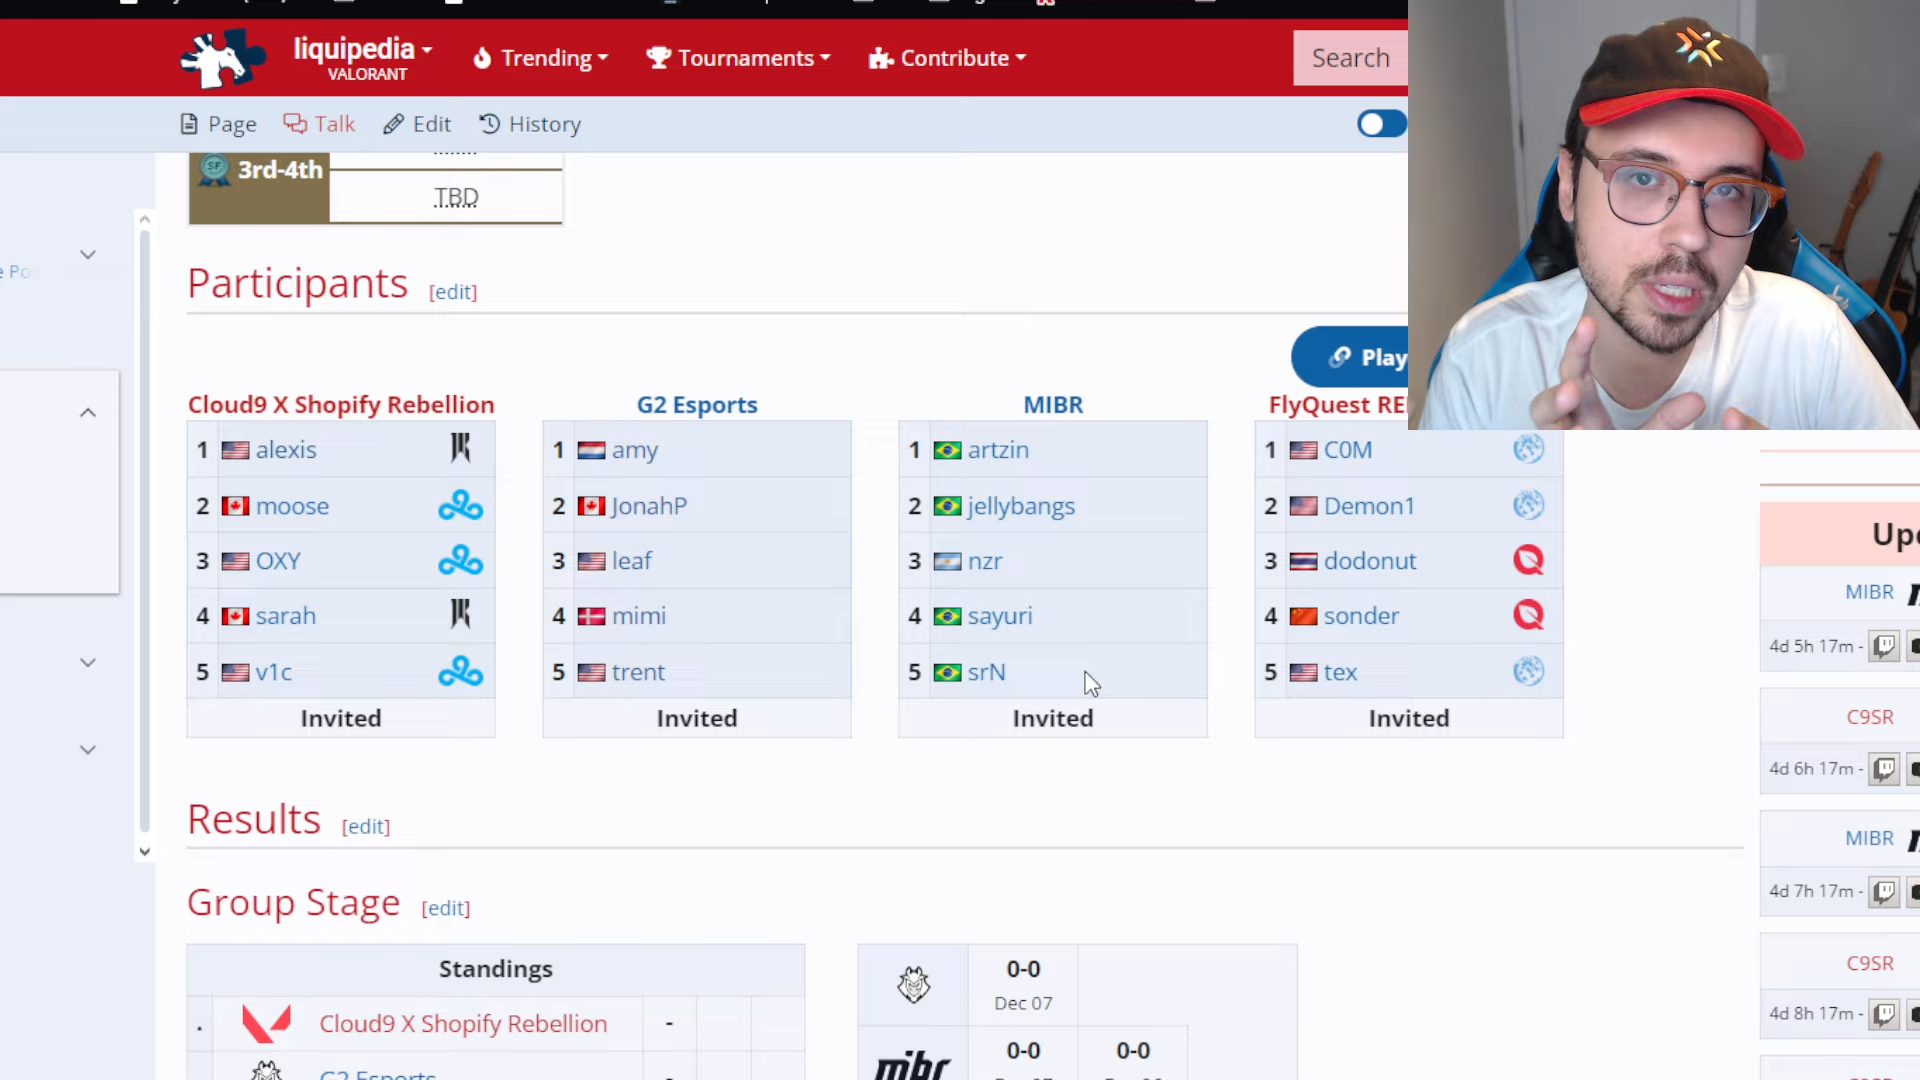 liquipedia
VALORANT
Trending
Tournaments
Contribute
Search
Page
Talk
Edit
History
SF
3rd-4th
TBD
e Po
Participants [edit]
Play
Cloud9 X Shopify Rebellion
1 alexis
2 moose
3 OXY
4 sarah
5 v1c
Invited
G2 Esports
1 amy
2 JonahP
3 leaf
4 mimi
5 trent
Invited
MIBR
1 artzin
2 jellybangs
3 nzr
4 sayuri
5 srN
Invited
FlyQuest RE
1 C0M
2 Demon1
3 dodonut
4 sonder
5 tex
Invited
Results [edit]
Group Stage [edit]
Standings
. Cloud9 X Shopify Rebellion -
G2 Esports -
0-0
Dec 07
mibr
0-0 0-0
Upc
MIBR
4d 5h 17m -
C9SR
4d 6h 17m -
MIBR
4d 7h 17m -
C9SR
4d 8h 17m -